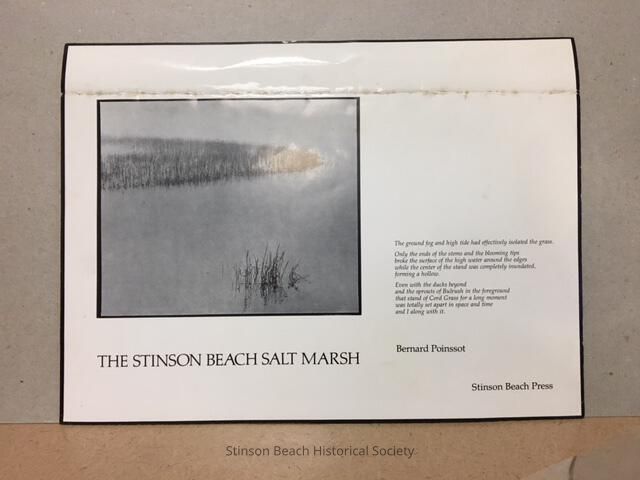 The ground fog and high tide had effectively isolated the grass.
Only the ends of the stems and the blooming tips
broke the surface of the high water around the edges
while the center of the stand was completely inundated,
forming a hollow.
Even with the ducks beyond
and the sprouts of Bulrush in the foreground
that stand of Cord Grass for a long moment
was totally set apart in space and time
and I along with it.
Bernard Poinssot
THE STINSON BEACH SALT MARSH
Stinson Beach Press
Stinson Beach Historical Society